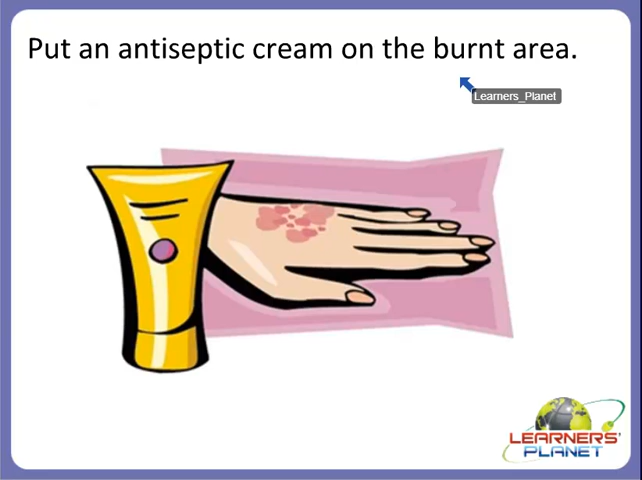 Put an antiseptic cream on the burnt area.
Learners_Planet
LEARNERS'
PLANET